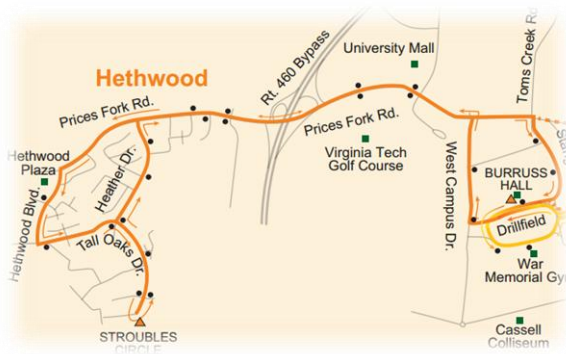 University Mall
Toms Creek Rd
Rt. 460 Bypass
Hethwood
Prices Fork Rd.
Prices Fork Rd.
Virginia Tech
Golf Course
West Campus Dr.
Hethwood
Plaza
Heather Dr.
BURRUSS
HALL
Hethwood Blvd.
Tall Oaks Dr.
Drillfield
War
Memorial Gy
Cassell
Colliseum
STROUBLES
CIRCLE